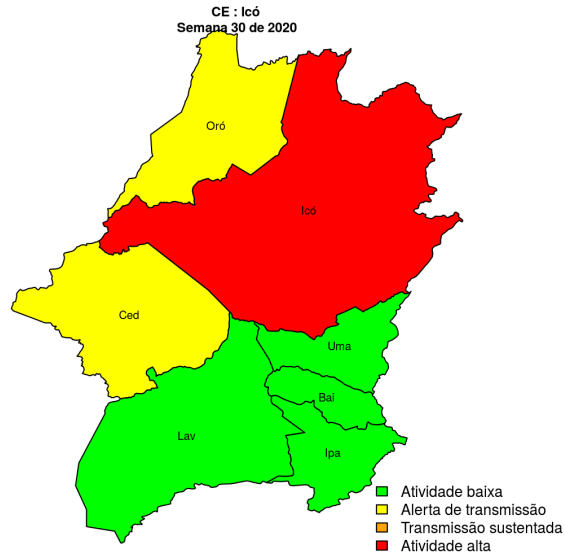 CE : Icó
Semana 30 de 2020
Oró
Icó
Ced
Uma
Bai
Lav
Ipa
Atividade baixa
Alerta de transmissão
Transmissão sustentada
Atividade alta